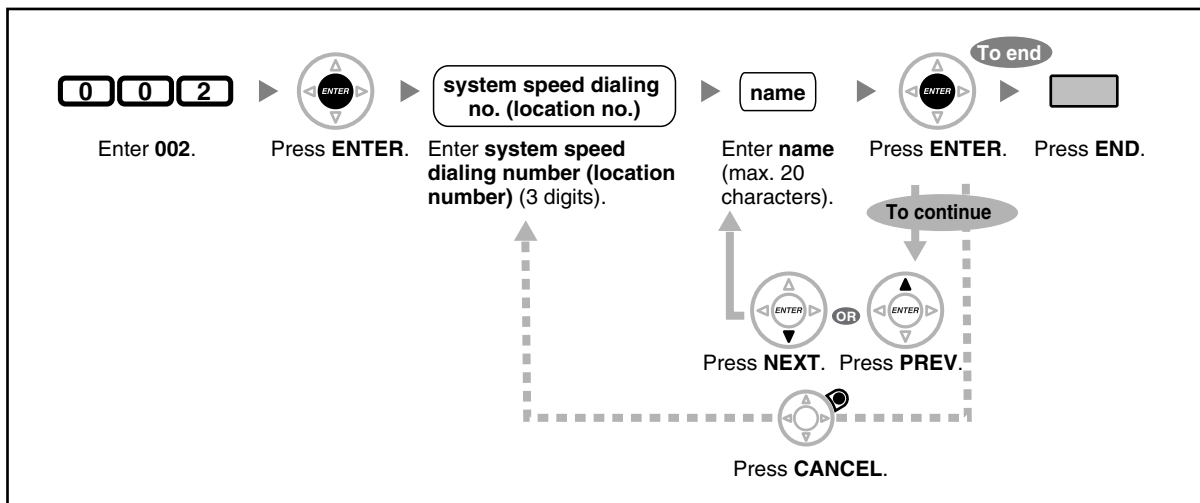 To end
0 0 2
ENTER
system speed dialing
no. (location no.)
name
ENTER
Enter 002.
Press ENTER.
Enter system speed
dialing number (location
number) (3 digits).
Enter name
(max. 20
characters).
Press ENTER.
Press END.
To continue
ENTER
OR
ENTER
Press NEXT.
Press PREV.
Press CANCEL.